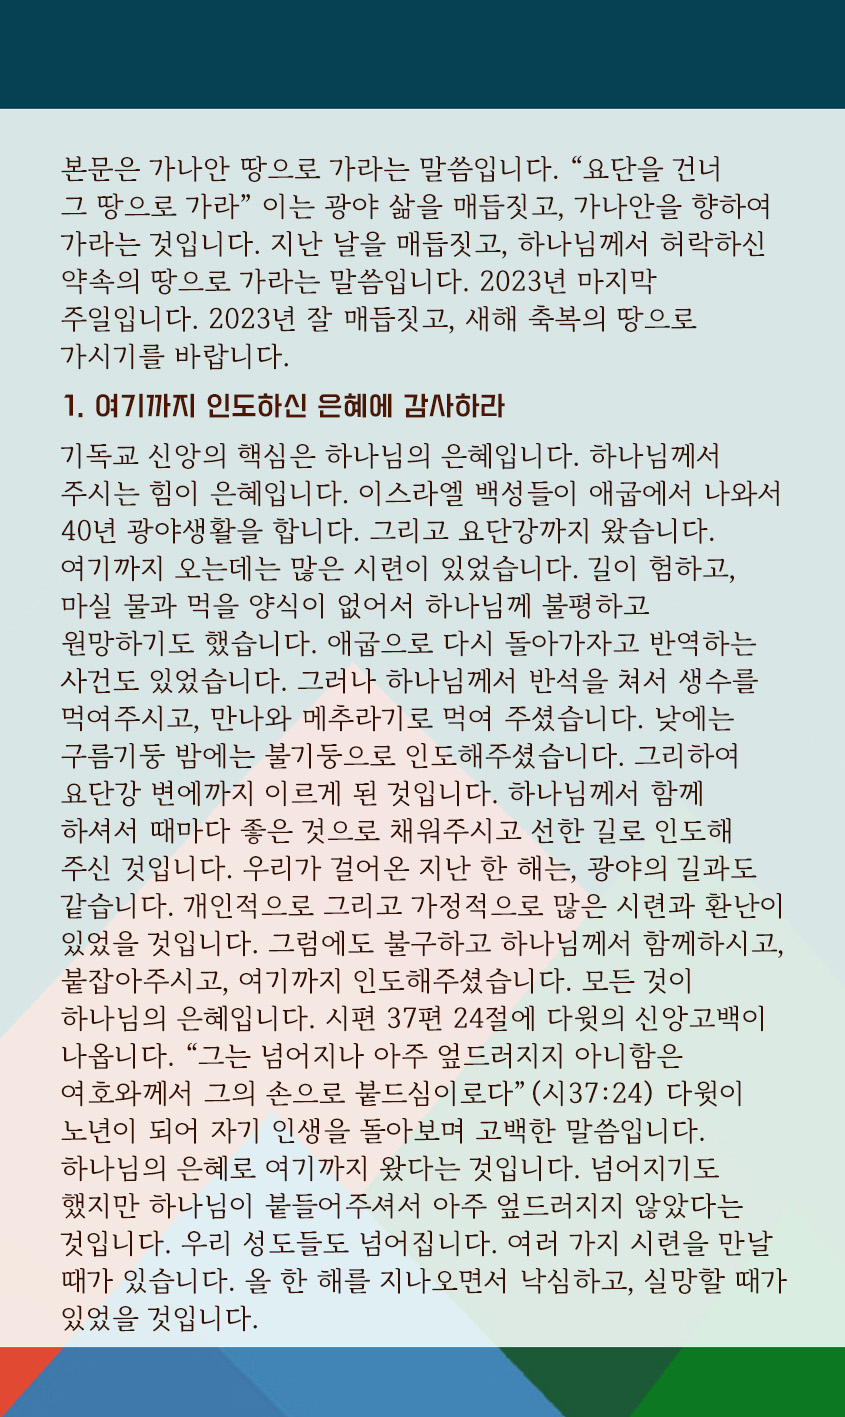 본문은 가나안 땅으로 가라는 말씀입니다. “요단을 건너
그 땅으로 가라” 이는 광야 삶을 매듭짓고, 가나안을 향하여
가라는 것입니다. 지난 날을 매듭짓고, 하나님께서 허락하신
약속의 땅으로 가라는 말씀입니다. 2023년 마지막
주일입니다. 2023년 잘 매듭짓고, 새해 축복의 땅으로
가시기를 바랍니다.
1. 여기까지 인도하신 은혜에 감사하라
기독교 신앙의 핵심은 하나님의 은혜입니다. 하나님께서
주시는 힘이 은혜입니다. 이스라엘 백성들이 애굽에서 나와서
40년 광야생활을 합니다. 그리고 요단강까지 왔습니다.
여기까지 오는데는 많은 시련이 있었습니다. 길이 험하고,
마실 물과 먹을 양식이 없어서 하나님께 불평하고
원망하기도 했습니다. 애굽으로 다시 돌아가자고 반역하는
사건도 있었습니다. 그러나 하나님께서 반석을 쳐서 생수를
먹여주시고, 만나와 메추라기로 먹여 주셨습니다. 낮에는
구름기둥 밤에는 불기둥으로 인도해주셨습니다. 그리하여
요단강 변에까지 이르게 된 것입니다. 하나님께서 함께
하셔서 때마다 좋은 것으로 채워주시고 선한 길로 인도해
주신 것입니다. 우리가 걸어온 지난 한 해는, 광야의 길과도
같습니다. 개인적으로 그리고 가정적으로 많은 시련과 환난이
있었을 것입니다. 그럼에도 불구하고 하나님께서 함께하시고,
붙잡아주시고, 여기까지 인도해주셨습니다. 모든 것이
하나님의 은혜입니다. 시편 37편 24절에 다윗의 신앙고백이
나옵니다. “그는 넘어지나 아주 엎드러지지 아니함은
여호와께서 그의 손으로 붙드심이로다” (시37:24) 다윗이
노년이 되어 자기 인생을 돌아보며 고백한 말씀입니다.
하나님의 은혜로 여기까지 왔다는 것입니다. 넘어지기도
했지만 하나님이 붙들어주셔서 아주 엎드러지지 않았다는
것입니다. 우리 성도들도 넘어집니다. 여러 가지 시련을 만날
때가 있습니다. 올 한 해를 지나오면서 낙심하고, 실망할 때가
있었을 것입니다.